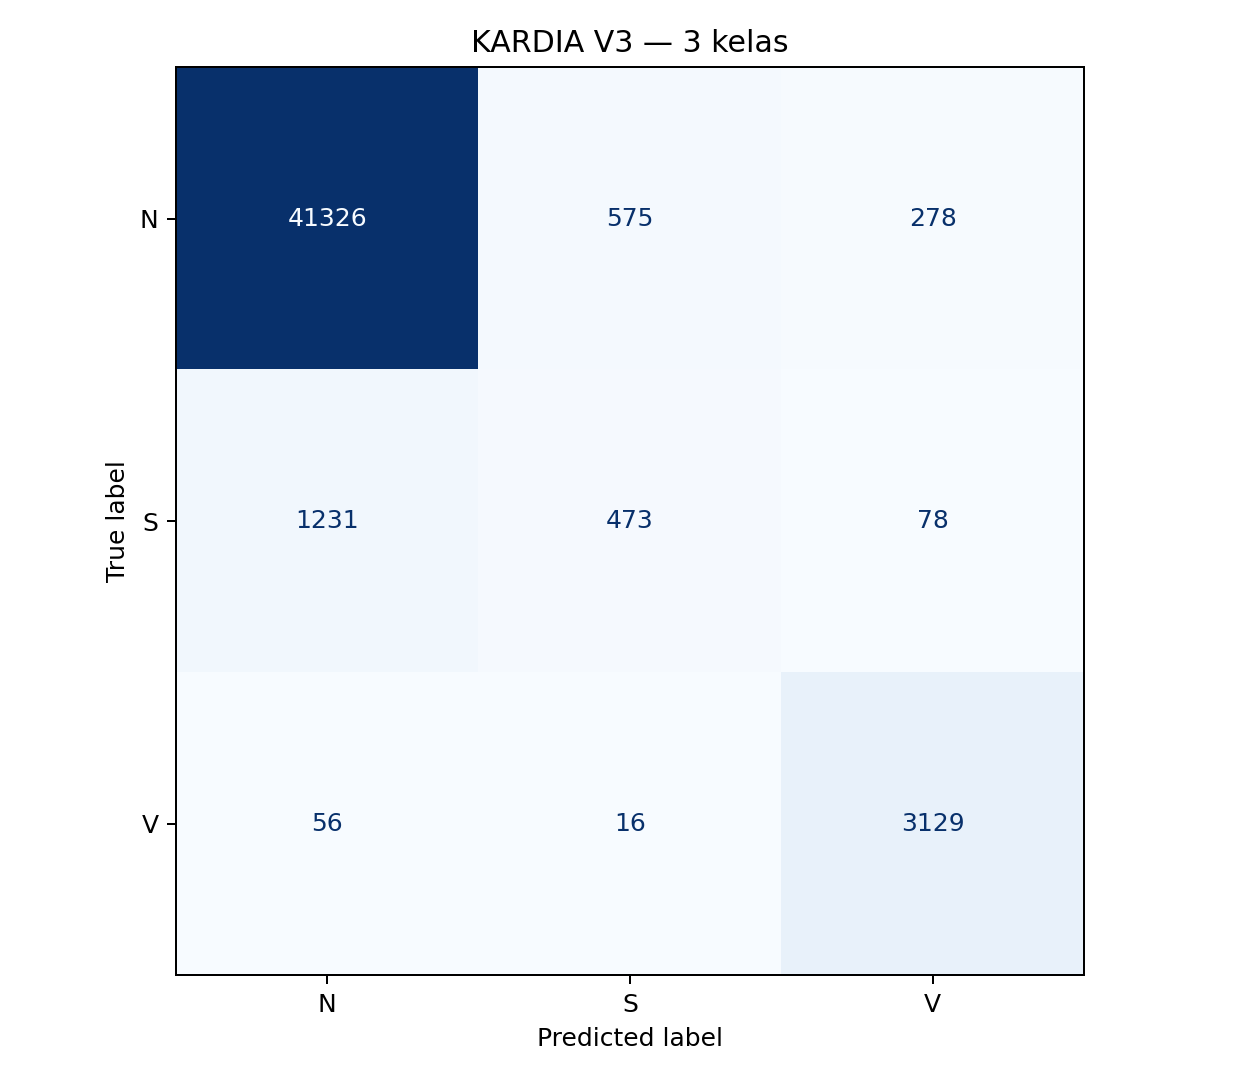 KARDIA V3 — 3 kelas
N 41326 575 278
S 1231 473 78
V 56 16 3129
N S V
True label
Predicted label